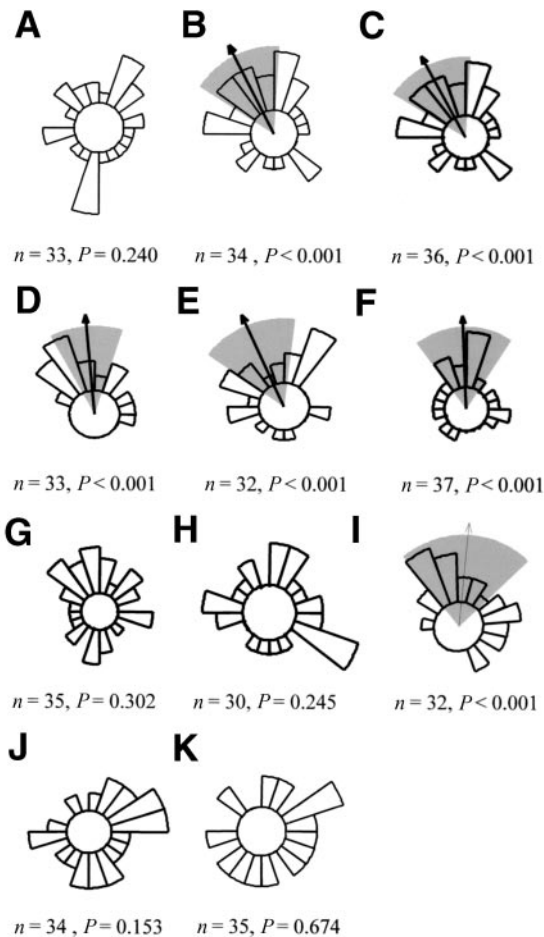 A B C
n = 33, P = 0.240 n = 34 , P < 0.001 n = 36, P < 0.001
D E F
n = 33, P < 0.001 n = 32, P < 0.001 n = 37, P < 0.001
G H I
n = 35, P = 0.302 n = 30, P = 0.245 n = 32, P < 0.001
J K
n = 34 , P = 0.153 n = 35, P = 0.674